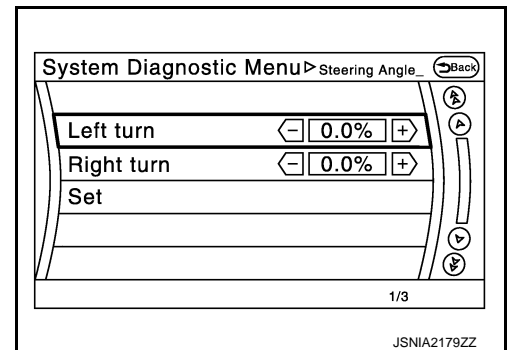 System Diagnostic Menu▷Steering Angle_ Back
Left turn − 0.0% +
Right turn − 0.0% +
Set
1/3
JSNIA2179ZZ